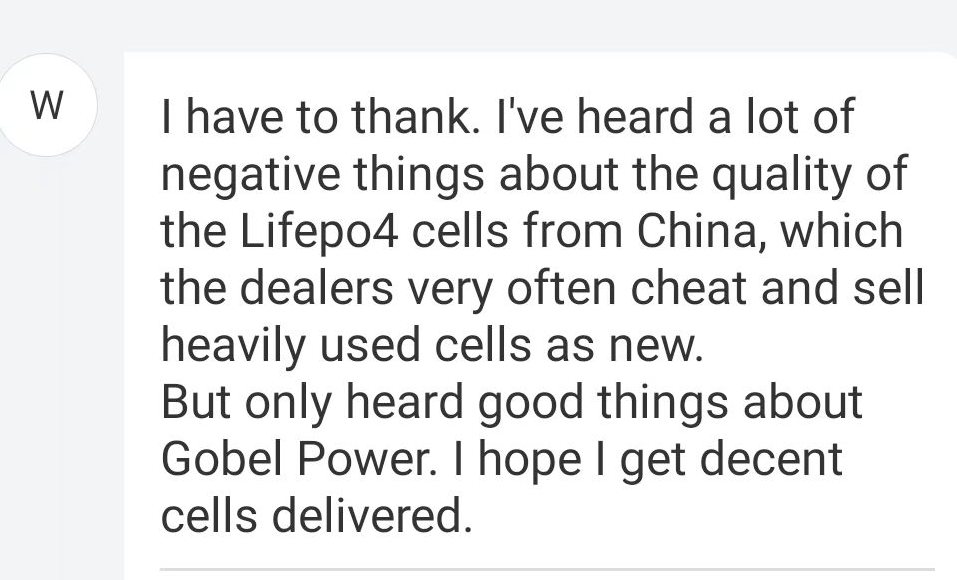 W
I have to thank. I've heard a lot of
negative things about the quality of
the Lifepo4 cells from China, which
the dealers very often cheat and sell
heavily used cells as new.
But only heard good things about
Gobel Power. I hope I get decent
cells delivered.